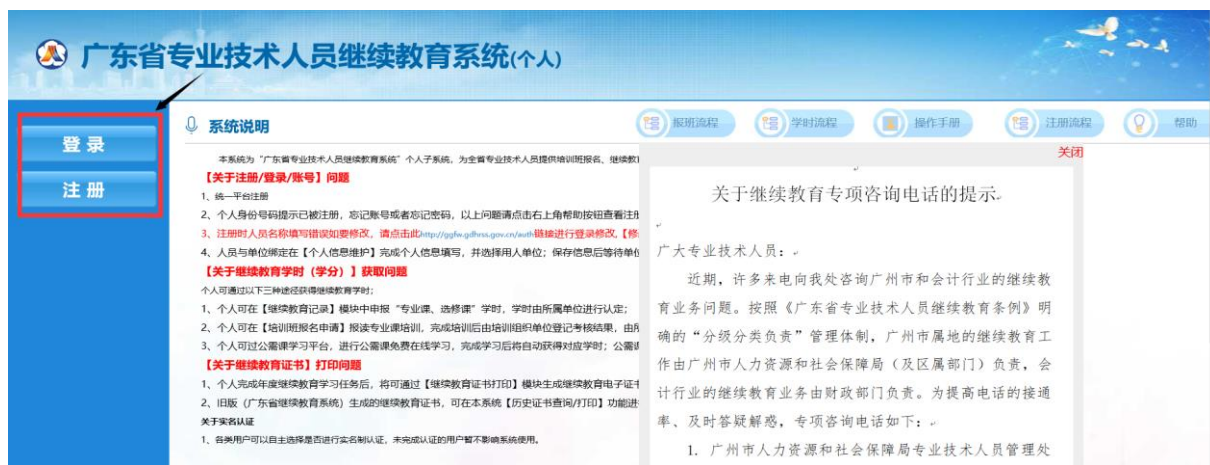 广东省专业技术人员继续教育系统(个人)
登 录
注 册
系统说明
报班流程
学时流程
操作手册
注册流程
帮助
本系统为“广东省专业技术人员继续教育系统”个人子系统，为全省专业技术人员提供培训班报名、继续教
【关于注册/登录/账号】问题
1、统一平台注册
2、个人身份号码提示已被注册，忘记账号或者忘记密码，以上问题请点击右上角帮助按钮查看注册
3、注册时人员名称填写错误如要修改，请点击此http://ggfw.gdhrss.gov.cn/auth链接进行登录修改,【修
4、人员与单位绑定在【个人信息维护】完成个人信息填写，并选择用人单位；保存信息后等待单位
【关于继续教育学时（学分）】获取问题
个人可通过以下三种途径获得继续教育学时：
1、个人可在【继续教育记录】模块中申报“专业课、选修课”学时，学时由所属单位进行认定；
2、个人可在【培训班报名申请】报读专业课培训，完成培训后由培训组织单位登记考核结果，由所
3、个人可过公需课学习平台，进行公需课免费在线学习，完成学习后将自动获得对应学时；公需课
【关于继续教育证书】打印问题
1、个人完成年度继续教育学习任务后，将可通过【继续教育证书打印】模块生成继续教育电子证书
2、旧版（广东省继续教育系统）生成的继续教育证书，可在本系统【历史证书查询/打印】功能进
关于实名认证
1、各类用户可以自主选择是否进行实名制认证，未完成认证的用户暂不影响系统使用。
关闭
关于继续教育专项咨询电话的提示
广大专业技术人员：
近期，许多来电向我处咨询广州市和会计行业的继续教
育业务问题。按照《广东省专业技术人员继续教育条例》明
确的“分级分类负责”管理体制，广州市属地的继续教育工
作由广州市人力资源和社会保障局（及区属部门）负责，会
计行业的继续教育业务由财政部门负责。为提高电话的接通
率、及时答疑解惑，专项咨询电话如下：
1. 广州市人力资源和社会保障局专业技术人员管理处